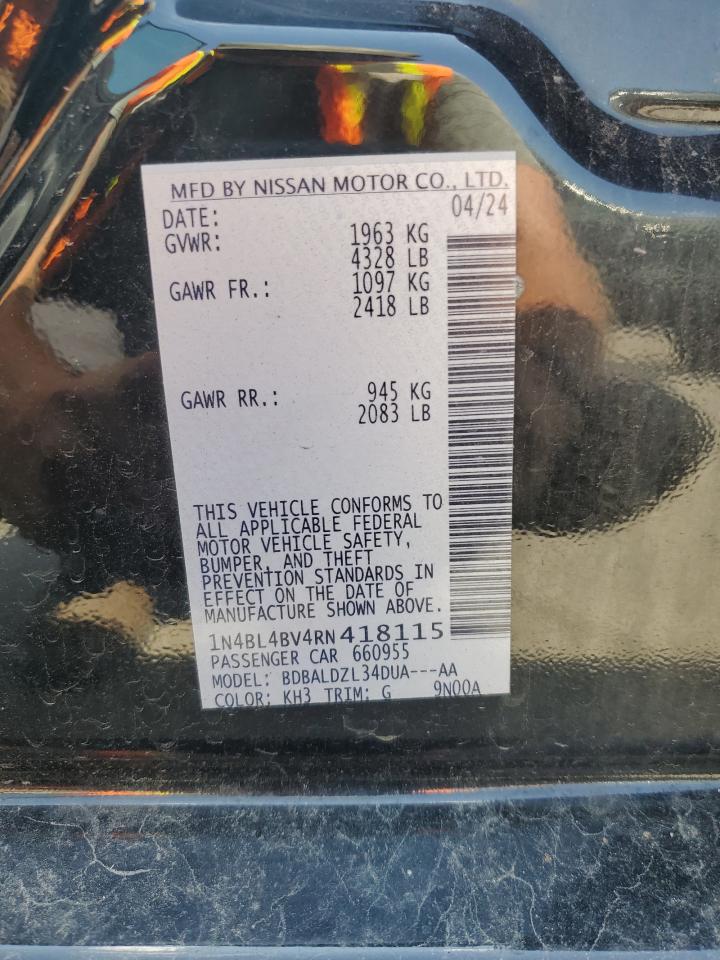 MFD BY NISSAN MOTOR CO., LTD.
DATE: 04/24
GVWR: 1963 KG
4328 LB
GAWR FR.: 1097 KG
2418 LB
GAWR RR.: 945 KG
2083 LB
THIS VEHICLE CONFORMS TO
ALL APPLICABLE FEDERAL
MOTOR VEHICLE SAFETY,
BUMPER, AND THEFT
PREVENTION STANDARDS IN
EFFECT ON THE DATE OF
MANUFACTURE SHOWN ABOVE.
1N4BL4BV4RN418115
PASSENGER CAR 660955
MODEL: BDBALDZL34DUA---AA
COLOR: KH3 TRIM: G 9N00A